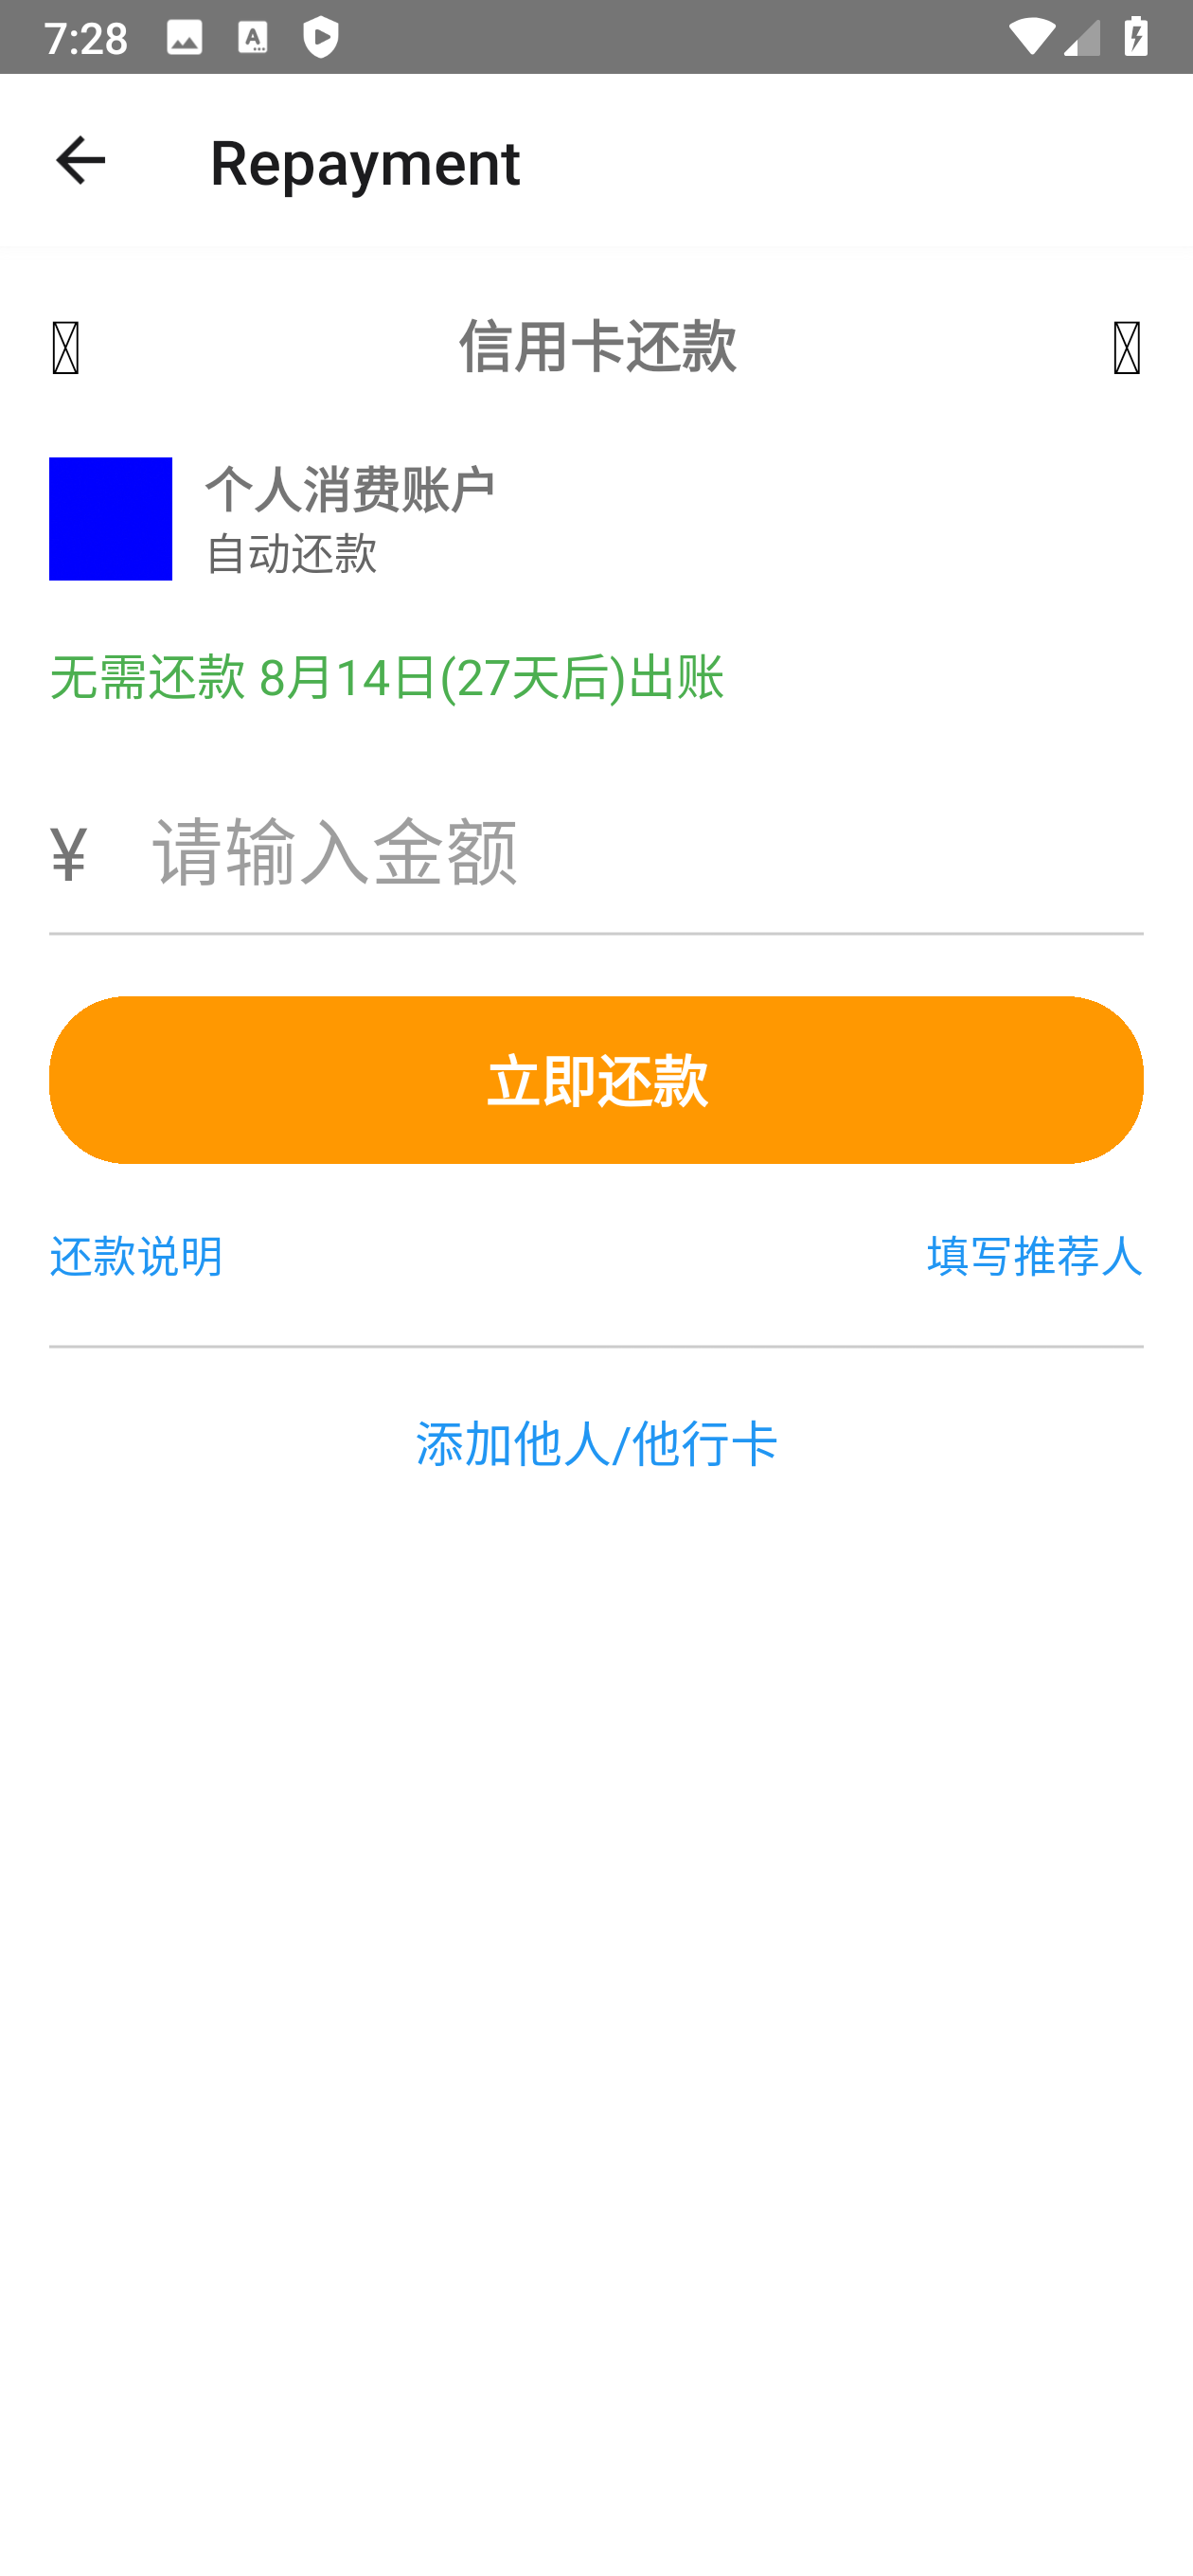 7:28
Repayment
信用卡还款
个人消费账户
自动还款
无需还款 8月14日(27天后)出账
¥ 请输入金额
立即还款
还款说明 填写推荐人
添加他人/他行卡